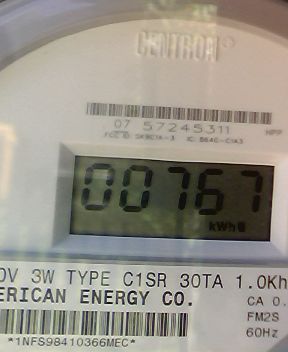 CENTRON®
07 57245311
HPP
00767
kWh
0V 3W TYPE C1SR 30TA 1.0Kh
ERICAN ENERGY CO.
CA 0.
FM2S
60Hz
*1NFS98410366MEC*